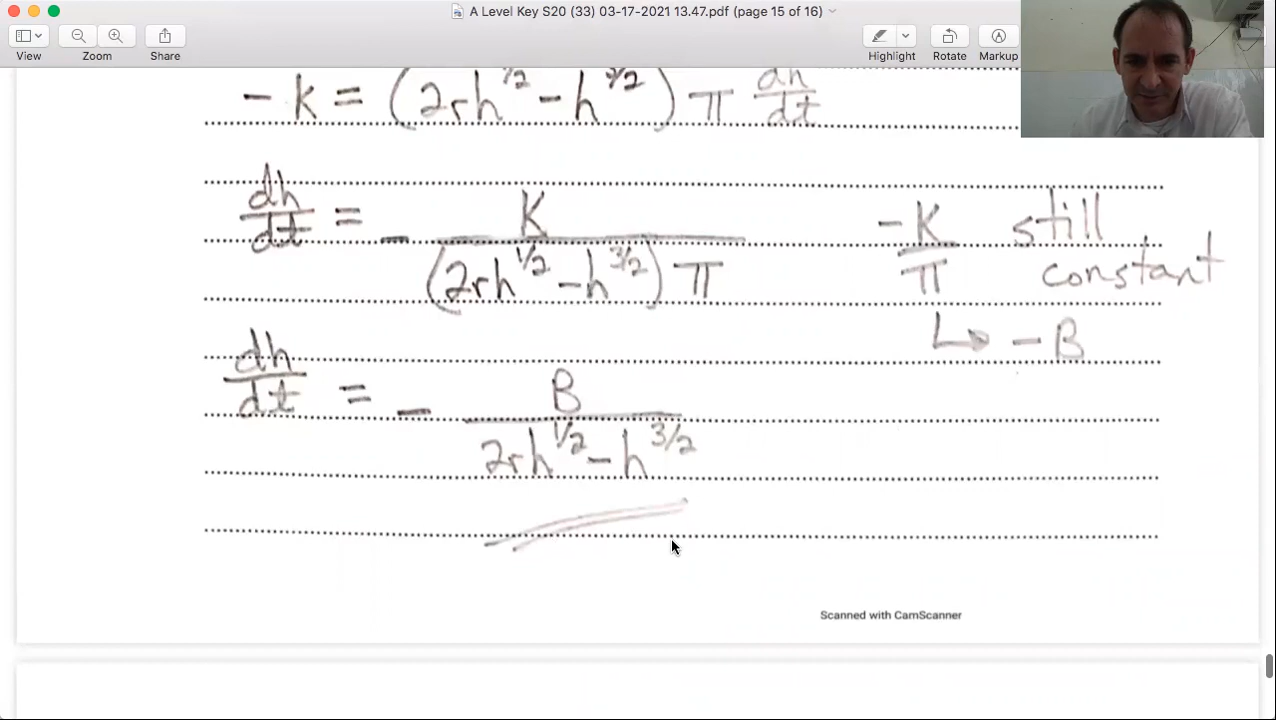 A Level Key S20 (33) 03-17-2021 13.47.pdf (page 15 of 16)
View Zoom Share Highlight Rotate Markup
- k = (2rh^1/2 - h^3/2) π dh/dt
dh/dt = - K/((2rh^1/2 - h^3/2) π)
-K/π still constant
↳ - B
dh/dt = - B/(2rh^1/2 - h^3/2)
Scanned with CamScanner